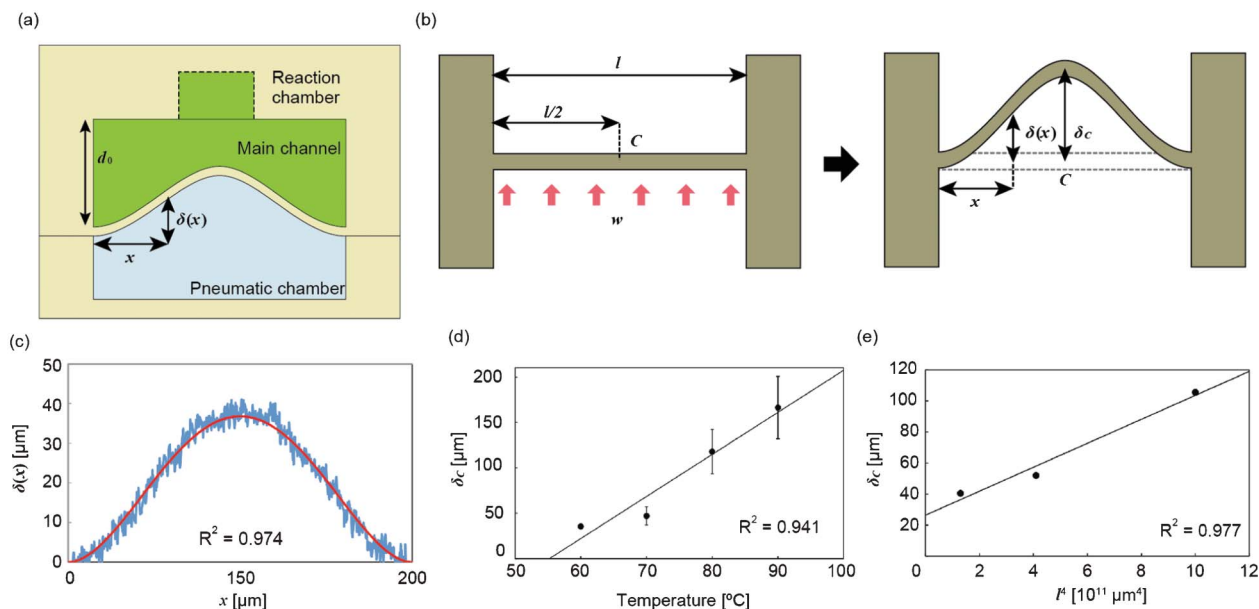 (a)
Reaction
chamber
d₀
Main channel
δ(x)
x
Pneumatic chamber
(b)
l
l/2
C
w
δ(x)
δc
C
x
(c)
50
40
30
20
10
0
δ(x) [μm]
R² = 0.974
0
150
200
x [μm]
(d)
200
150
100
50
0
δc [μm]
R² = 0.941
50
60
70
80
90
100
Temperature [ºC]
(e)
120
100
80
60
40
20
δc [μm]
R² = 0.977
0
2
4
6
8
10
12
l⁴ [10¹¹ μm⁴]